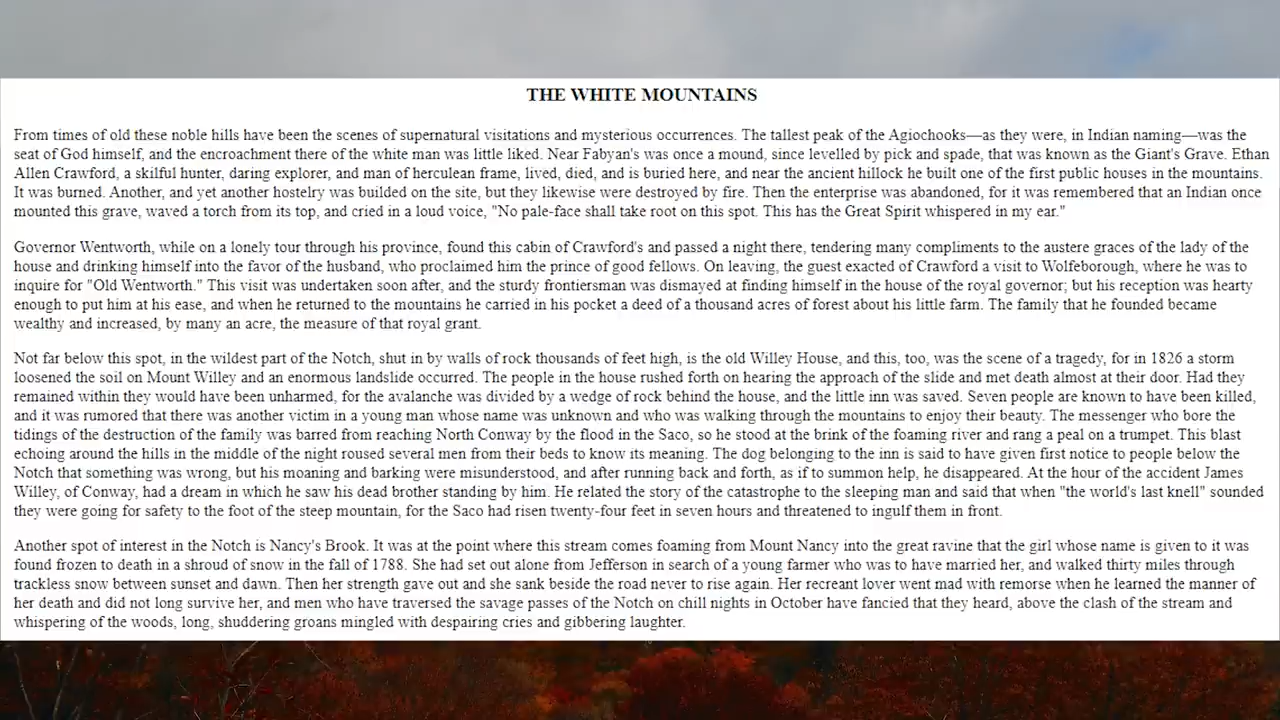 THE WHITE MOUNTAINS
From times of old these noble hills have been the scenes of supernatural visitations and mysterious occurrences. The tallest peak of the Agiochooks—as they were, in Indian naming—was the
seat of God himself, and the encroachment there of the white man was little liked. Near Fabyan's was once a mound, since levelled by pick and spade, that was known as the Giant's Grave. Ethan
Allen Crawford, a skilful hunter, daring explorer, and man of herculean frame, lived, died, and is buried here, and near the ancient hillock he built one of the first public houses in the mountains.
It was burned. Another, and yet another hostelry was builded on the site, but they likewise were destroyed by fire. Then the enterprise was abandoned, for it was remembered that an Indian once
mounted this grave, waved a torch from its top, and cried in a loud voice, "No pale-face shall take root on this spot. This has the Great Spirit whispered in my ear."
Governor Wentworth, while on a lonely tour through his province, found this cabin of Crawford's and passed a night there, tendering many compliments to the austere graces of the lady of the
house and drinking himself into the favor of the husband, who proclaimed him the prince of good fellows. On leaving, the guest exacted of Crawford a visit to Wolfeborough, where he was to
inquire for "Old Wentworth." This visit was undertaken soon after, and the sturdy frontiersman was dismayed at finding himself in the house of the royal governor; but his reception was hearty
enough to put him at his ease, and when he returned to the mountains he carried in his pocket a deed of a thousand acres of forest about his little farm. The family that he founded became
wealthy and increased, by many an acre, the measure of that royal grant.
Not far below this spot, in the wildest part of the Notch, shut in by walls of rock thousands of feet high, is the old Willey House, and this, too, was the scene of a tragedy, for in 1826 a storm
loosened the soil on Mount Willey and an enormous landslide occurred. The people in the house rushed forth on hearing the approach of the slide and met death almost at their door. Had they
remained within they would have been unharmed, for the avalanche was divided by a wedge of rock behind the house, and the little inn was saved. Seven people are known to have been killed,
and it was rumored that there was another victim in a young man whose name was unknown and who was walking through the mountains to enjoy their beauty. The messenger who bore the
tidings of the destruction of the family was barred from reaching North Conway by the flood in the Saco, so he stood at the brink of the foaming river and rang a peal on a trumpet. This blast
echoing around the hills in the middle of the night roused several men from their beds to know its meaning. The dog belonging to the inn is said to have given first notice to people below the
Notch that something was wrong, but his moaning and barking were misunderstood, and after running back and forth, as if to summon help, he disappeared. At the hour of the accident James
Willey, of Conway, had a dream in which he saw his dead brother standing by him. He related the story of the catastrophe to the sleeping man and said that when "the world's last knell" sounded
they were going for safety to the foot of the steep mountain, for the Saco had risen twenty-four feet in seven hours and threatened to ingulf them in front.
Another spot of interest in the Notch is Nancy's Brook. It was at the point where this stream comes foaming from Mount Nancy into the great ravine that the girl whose name is given to it was
found frozen to death in a shroud of snow in the fall of 1788. She had set out alone from Jefferson in search of a young farmer who was to have married her, and walked thirty miles through
trackless snow between sunset and dawn. Then her strength gave out and she sank beside the road never to rise again. Her recreant lover went mad with remorse when he learned the manner of
her death and did not long survive her, and men who have traversed the savage passes of the Notch on chill nights in October have fancied that they heard, above the clash of the stream and
whispering of the woods, long, shuddering groans mingled with despairing cries and gibbering laughter.